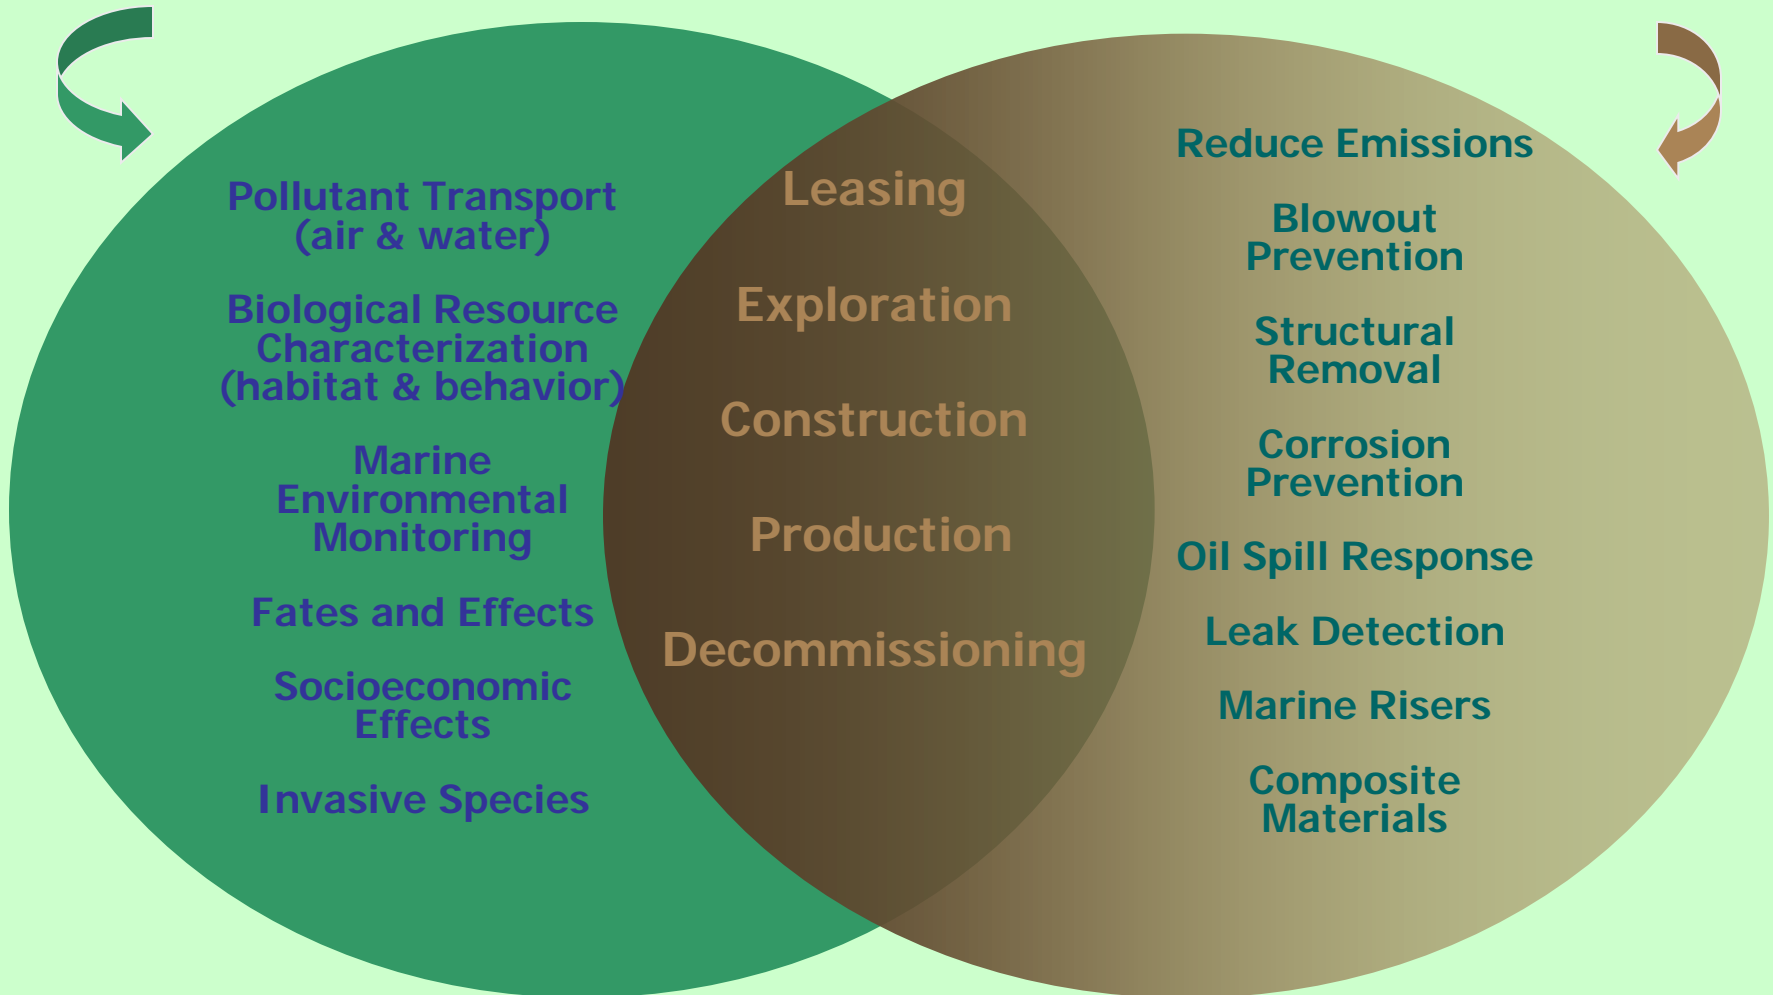 Pollutant Transport
(air & water)
Biological Resource
Characterization
(habitat & behavior)
Marine
Environmental
Monitoring
Fates and Effects
Socioeconomic
Effects
Invasive Species
Leasing
Exploration
Construction
Production
Decommissioning
Reduce Emissions
Blowout
Prevention
Structural
Removal
Corrosion
Prevention
Oil Spill Response
Leak Detection
Marine Risers
Composite
Materials